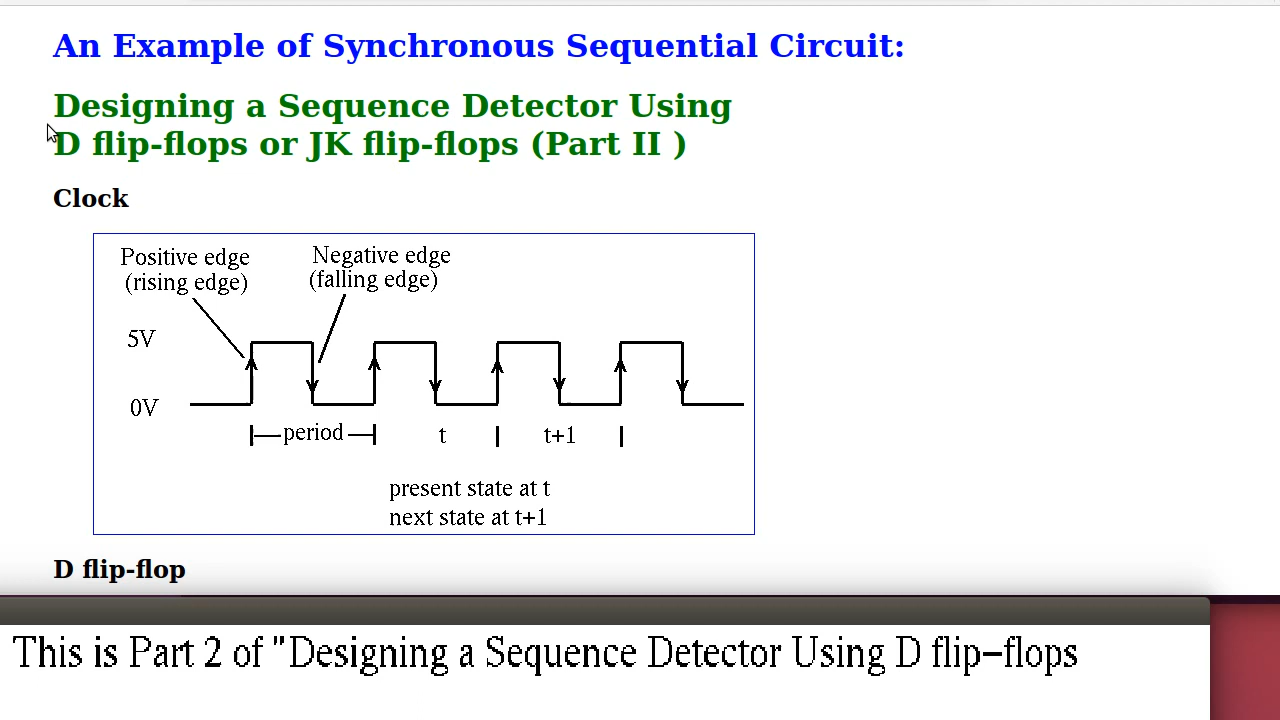 An Example of Synchronous Sequential Circuit:
Designing a Sequence Detector Using
D flip-flops or JK flip-flops (Part II )
Clock
Positive edge
(rising edge)
Negative edge
(falling edge)
5V
0V
period
t
t+1
present state at t
next state at t+1
D flip-flop
This is Part 2 of "Designing a Sequence Detector Using D flip-flops